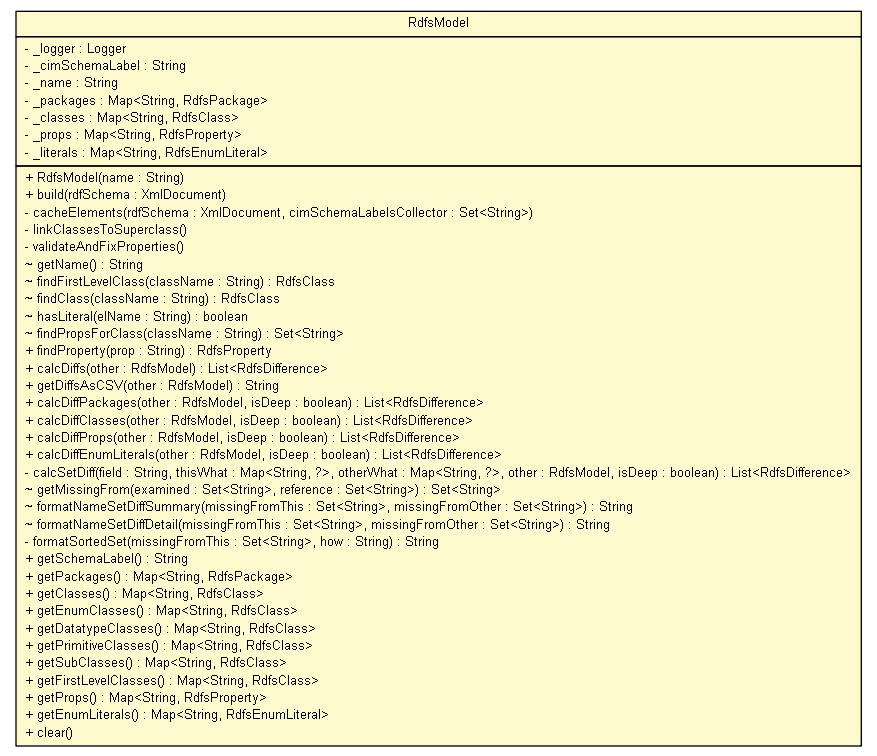 RdfsModel
- _logger : Logger
- _cimSchemaLabel : String
- _name : String
- _packages : Map<String, RdfsPackage>
- _classes : Map<String, RdfsClass>
- _props : Map<String, RdfsProperty>
- _literals : Map<String, RdfsEnumLiteral>
+ RdfsModel(name : String)
+ build(rdfSchema : XmlDocument)
- cacheElements(rdfSchema : XmlDocument, cimSchemaLabelsCollector : Set<String>)
- linkClassesToSuperclass()
- validateAndFixProperties()
~ getName() : String
~ findFirstLevelClass(className : String) : RdfsClass
~ findClass(className : String) : RdfsClass
~ hasLiteral(elName : String) : boolean
~ findPropsForClass(className : String) : Set<String>
+ findProperty(prop : String) : RdfsProperty
+ calcDiffs(other : RdfsModel) : List<RdfsDifference>
+ getDiffsAsCSV(other : RdfsModel) : String
+ calcDiffPackages(other : RdfsModel, isDeep : boolean) : List<RdfsDifference>
+ calcDiffClasses(other : RdfsModel, isDeep : boolean) : List<RdfsDifference>
+ calcDiffProps(other : RdfsModel, isDeep : boolean) : List<RdfsDifference>
+ calcDiffEnumLiterals(other : RdfsModel, isDeep : boolean) : List<RdfsDifference>
- calcSetDiff(field : String, thisWhat : Map<String, ?>, otherWhat : Map<String, ?>, other : RdfsModel, isDeep : boolean) : List<RdfsDifference>
~ getMissingFrom(examined : Set<String>, reference : Set<String>) : Set<String>
~ formatNameSetDiffSummary(missingFromThis : Set<String>, missingFromOther : Set<String>) : String
~ formatNameSetDiffDetail(missingFromThis : Set<String>, missingFromOther : Set<String>) : String
- formatSortedSet(missingFromThis : Set<String>, how : String) : String
+ getSchemaLabel() : String
+ getPackages() : Map<String, RdfsPackage>
+ getClasses() : Map<String, RdfsClass>
+ getEnumClasses() : Map<String, RdfsClass>
+ getDatatypeClasses() : Map<String, RdfsClass>
+ getPrimitiveClasses() : Map<String, RdfsClass>
+ getSubClasses() : Map<String, RdfsClass>
+ getFirstLevelClasses() : Map<String, RdfsClass>
+ getProps() : Map<String, RdfsProperty>
+ getEnumLiterals() : Map<String, RdfsEnumLiteral>
+ clear()